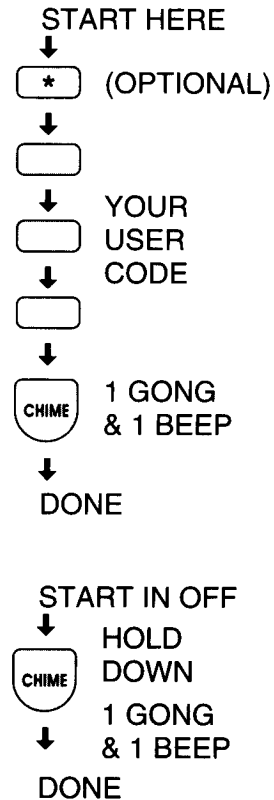 START HERE
* (OPTIONAL)
YOUR
USER
CODE
CHIME
1 GONG
& 1 BEEP
DONE
START IN OFF
HOLD
DOWN
CHIME
1 GONG
& 1 BEEP
DONE